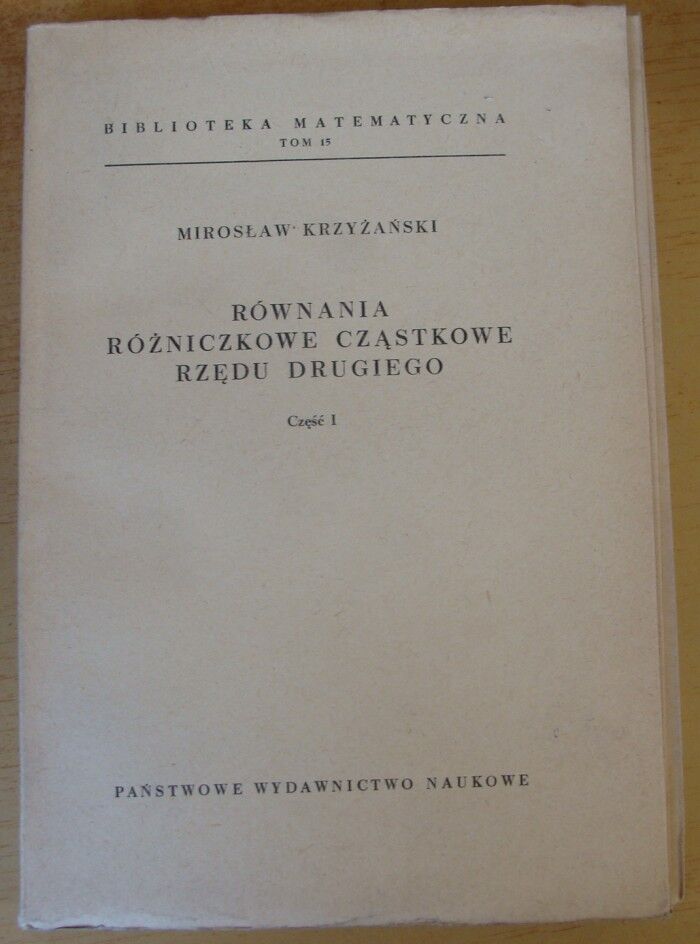 BIBLIOTEKA MATEMATYCZNA
TOM 15
MIROSŁAW KRZYŻAŃSKI
RÓWNANIA
RÓŻNICZKOWE CZĄSTKOWE
RZĘDU DRUGIEGO
Część I
PAŃSTWOWE WYDAWNICTWO NAUKOWE